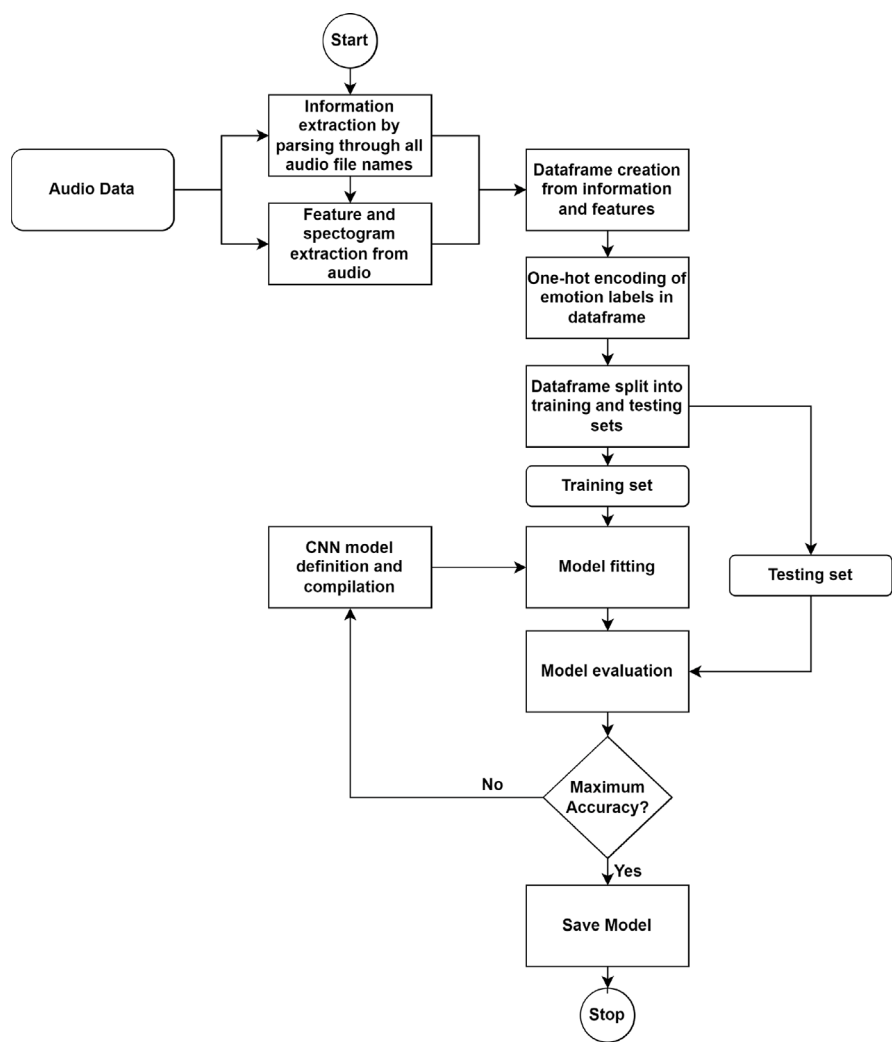 Start
Information
extraction by
parsing through all
audio file names
Audio Data
Feature and
spectogram
extraction from
audio
Dataframe creation
from information
and features
One-hot encoding of
emotion labels in
dataframe
Dataframe split into
training and testing
sets
Training set
CNN model
definition and
compilation
Model fitting
Testing set
Model evaluation
Maximum
Accuracy?
No
Yes
Save Model
Stop